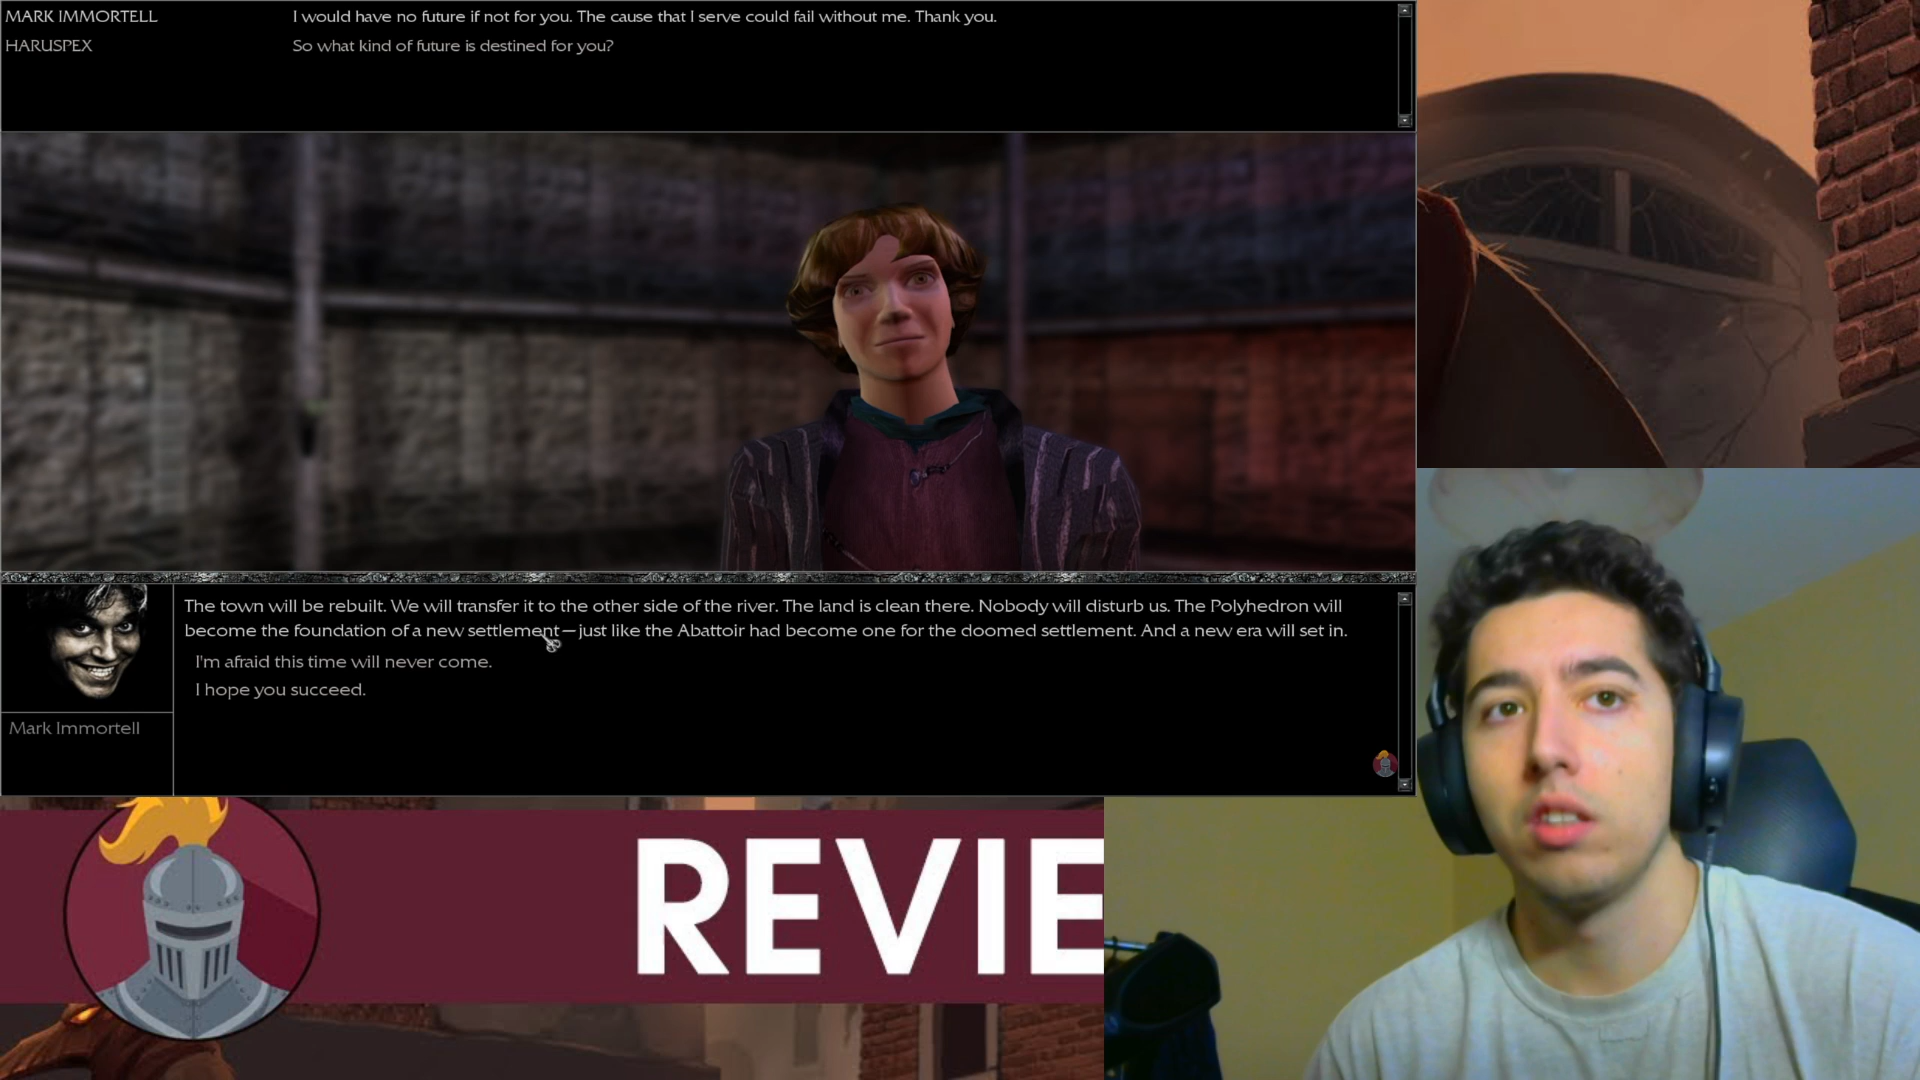 MARK IMMORTELL I would have no future if not for you. The cause that I serve could fail without me. Thank you.
HARUSPEX So what kind of future is destined for you?
The town will be rebuilt. We will transfer it to the other side of the river. The land is clean there. Nobody will disturb us. The Polyhedron will
become the foundation of a new settlement—just like the Abattoir had become one for the doomed settlement. And a new era will set in.
I'm afraid this time will never come.
I hope you succeed.
Mark Immortell
REVIE